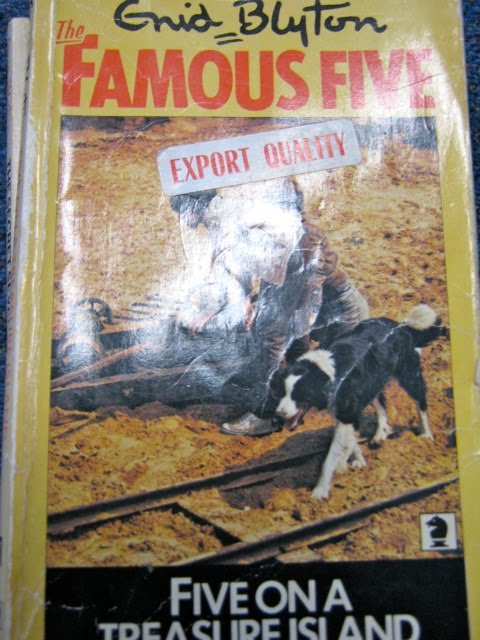 Enid Blyton
The
FAMOUS FIVE
EXPORT QUALITY
FIVE ON A
TREASURE ISLAND